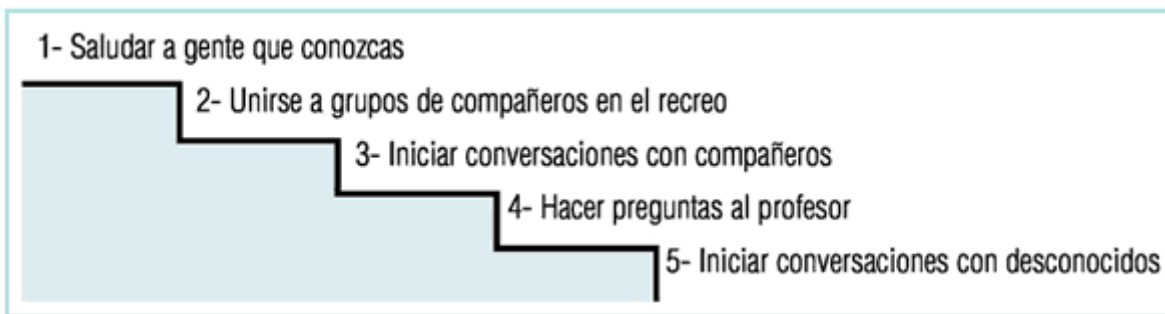 1- Saludar a gente que conozcas
2- Unirse a grupos de compañeros en el recreo
3- Iniciar conversaciones con compañeros
4- Hacer preguntas al profesor
5- Iniciar conversaciones con desconocidos